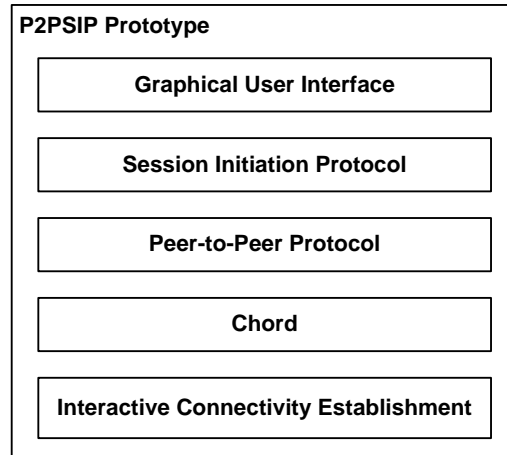 P2PSIP Prototype
Graphical User Interface
Session Initiation Protocol
Peer-to-Peer Protocol
Chord
Interactive Connectivity Establishment